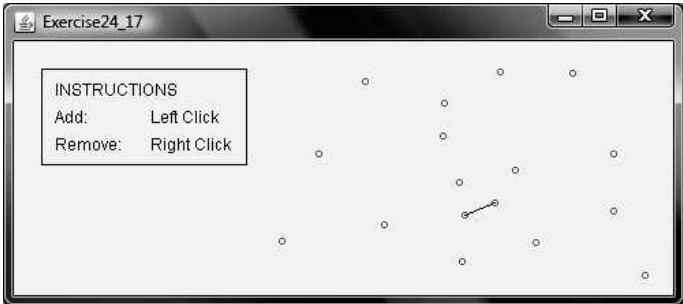 Exercise24_17
INSTRUCTIONS
Add: Left Click
Remove: Right Click